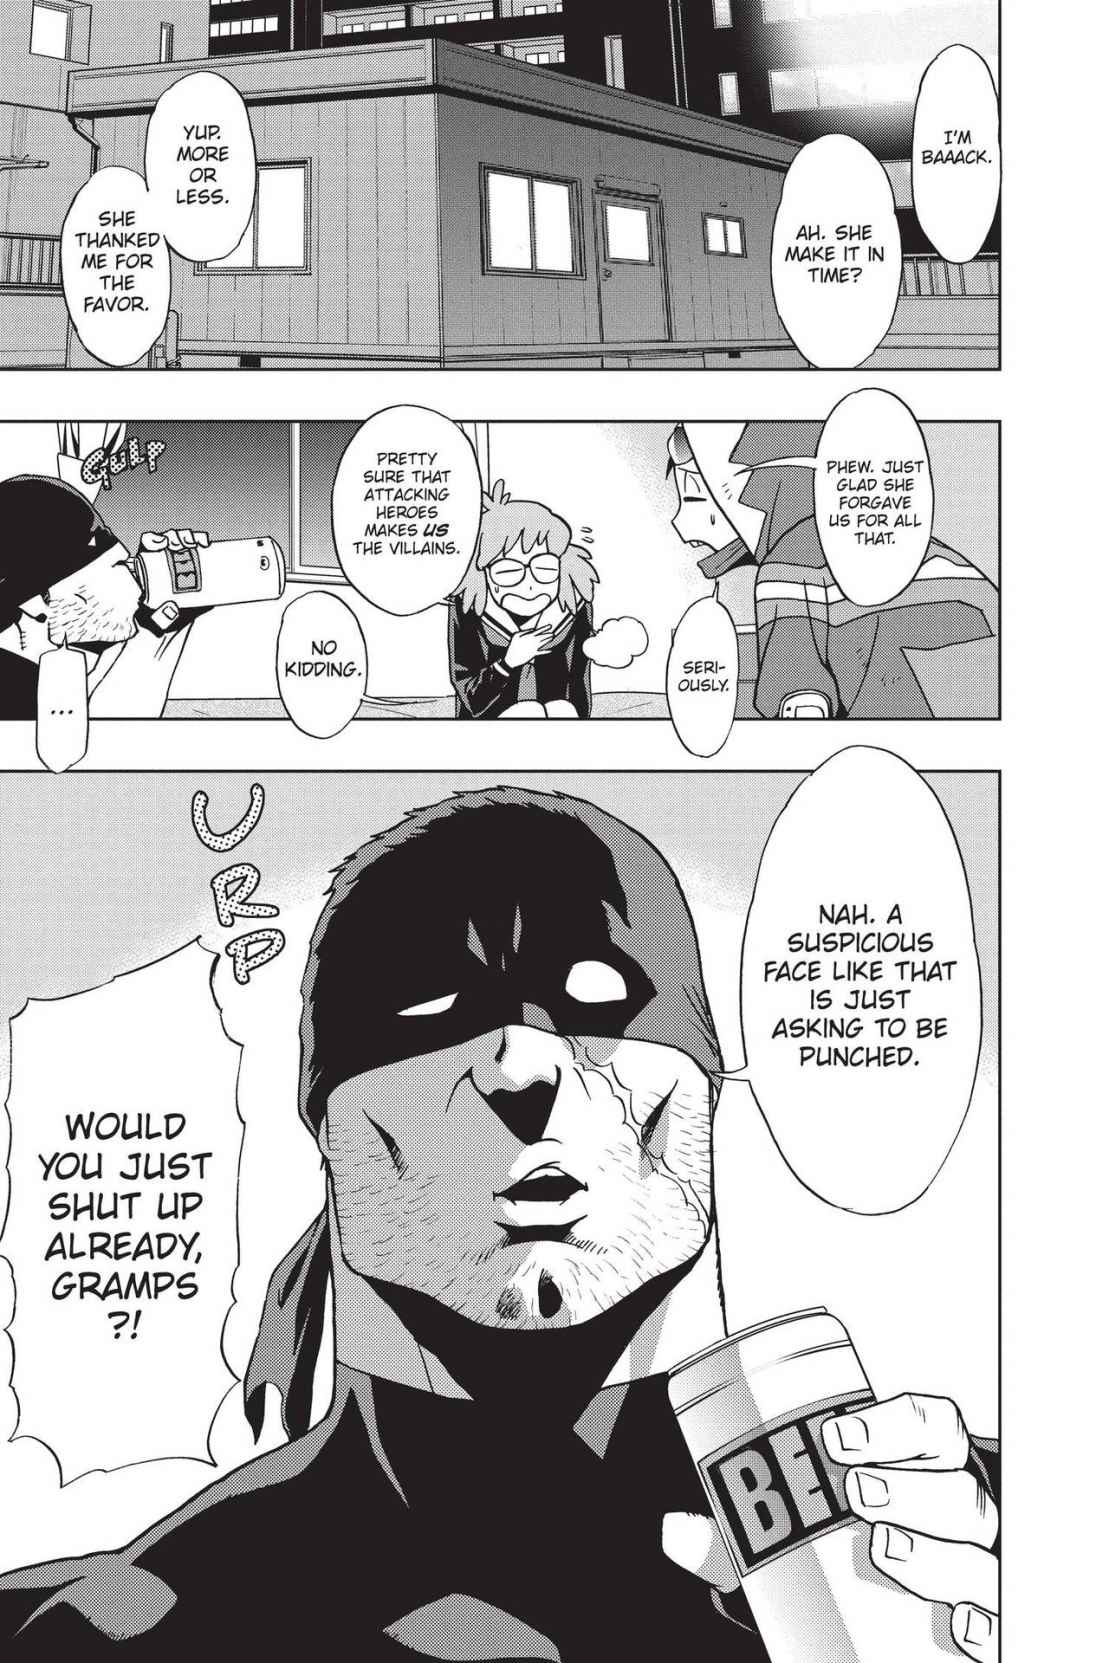 I'M
BAAACK.
AH. SHE
MAKE IT IN
TIME?
YUP.
MORE
OR
LESS.
SHE
THANKED
ME FOR
THE
FAVOR.
PHEW. JUST
GLAD SHE
FORGAVE
US FOR ALL
THAT.
SERI-
OUSLY.
PRETTY
SURE THAT
ATTACKING
HEROES
MAKES US
THE VILLAINS.
NO
KIDDING.
GULP
...
NAH. A
SUSPICIOUS
FACE LIKE THAT
IS JUST
ASKING TO BE
PUNCHED.
URP
WOULD
YOU JUST
SHUT UP
ALREADY,
GRAMPS
?!
BEE